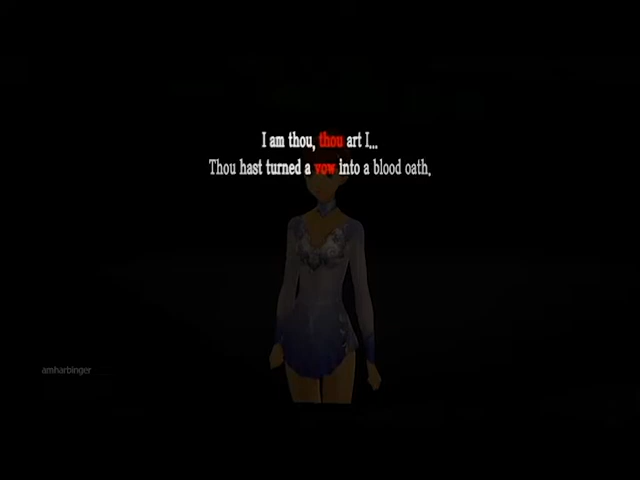 I am thou, thou art I...
Thou hast turned a vow into a blood oath.
amharbinger